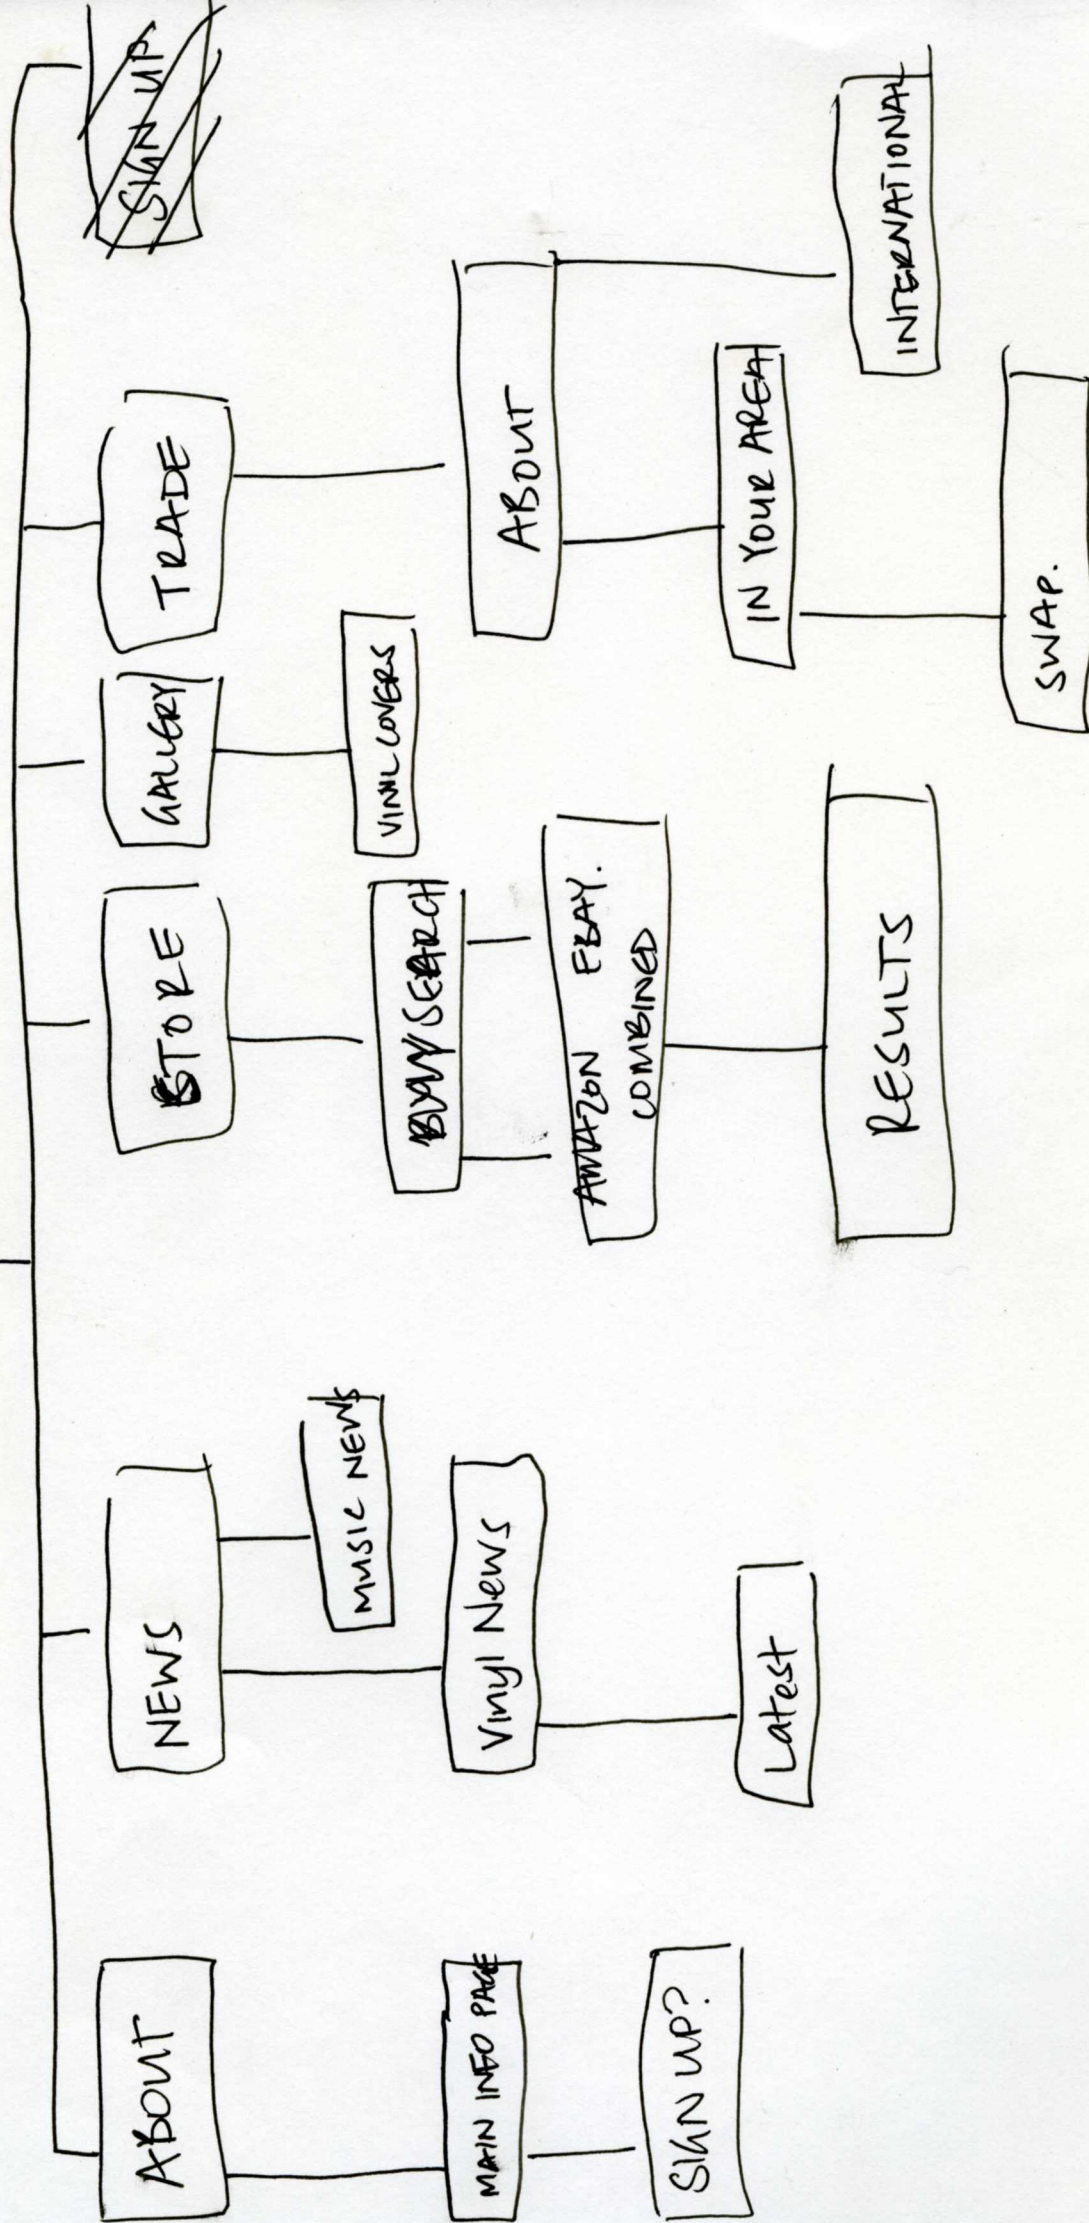 ABOUT
NEWS
STORE
GALLERY
TRADE
SIGN UP
MAIN INFO PAGE
SIGN UP?
MUSIC NEWS
Vinyl News
Latest
BUY/SEARCH
AMAZON EBAY.
COMBINED
RESULTS
VINYL COVERS
ABOUT
IN YOUR AREA
INTERNATIONAL
SWAP.